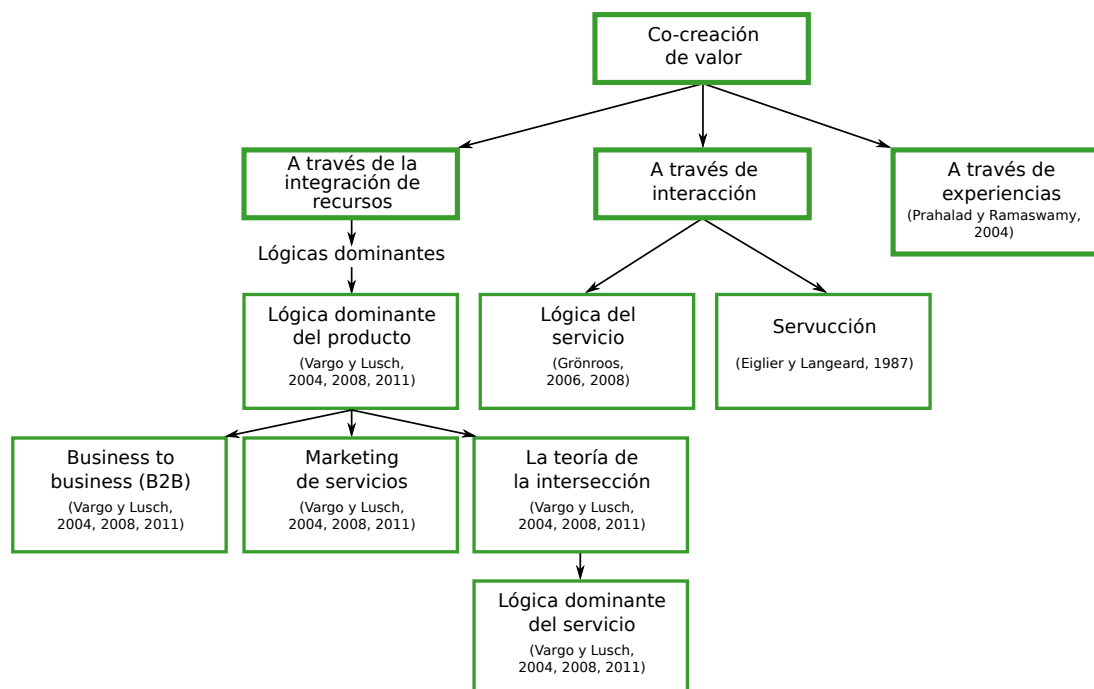 Co-creación
de valor
A través de la
integración de
recursos
A través de
interacción
A través de
experiencias
(Prahalad y Ramaswamy,
2004)
Lógicas dominantes
Lógica dominante
del producto
(Vargo y Lusch,
2004, 2008, 2011)
Lógica del
servicio
(Grönroos,
2006, 2008)
Servucción
(Eiglier y Langeard, 1987)
Business to
business (B2B)
(Vargo y Lusch,
2004, 2008, 2011)
Marketing
de servicios
(Vargo y Lusch,
2004, 2008, 2011)
La teoría de
la intersección
(Vargo y Lusch,
2004, 2008, 2011)
Lógica dominante
del servicio
(Vargo y Lusch,
2004, 2008, 2011)